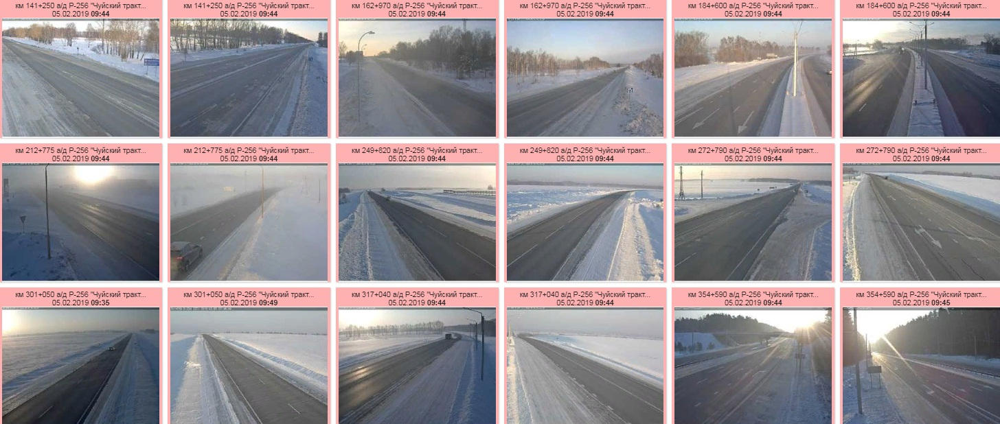 км 141+250 а/д Р-256 "Чуйский тракт...
05.02.2019 09:44
км 141+250 а/д Р-256 "Чуйский тракт...
05.02.2019 09:44
км 162+970 а/д Р-256 "Чуйский тракт...
05.02.2019 09:44
км 162+970 а/д Р-256 "Чуйский тракт...
05.02.2019 09:44
км 184+600 а/д Р-256 "Чуйский тракт...
05.02.2019 09:44
км 184+600 а/д Р-256 "Чуйский тракт...
05.02.2019 09:44
км 212+775 а/д Р-256 "Чуйский тракт...
05.02.2019 09:44
км 212+775 а/д Р-256 "Чуйский тракт...
05.02.2019 09:44
км 249+820 а/д Р-256 "Чуйский тракт...
05.02.2019 09:44
км 249+820 а/д Р-256 "Чуйский тракт...
05.02.2019 09:44
км 272+790 а/д Р-256 "Чуйский тракт...
05.02.2019 09:44
км 272+790 а/д Р-256 "Чуйский тракт...
05.02.2019 09:44
км 301+050 а/д Р-256 "Чуйский тракт...
05.02.2019 09:35
км 301+050 а/д Р-256 "Чуйский тракт...
05.02.2019 09:49
км 317+040 а/д Р-256 "Чуйский тракт...
05.02.2019 09:44
км 317+040 а/д Р-256 "Чуйский тракт...
05.02.2019 09:44
км 354+590 а/д Р-256 "Чуйский тракт...
05.02.2019 09:44
км 354+590 а/д Р-256 "Чуйский тракт...
05.02.2019 09:45